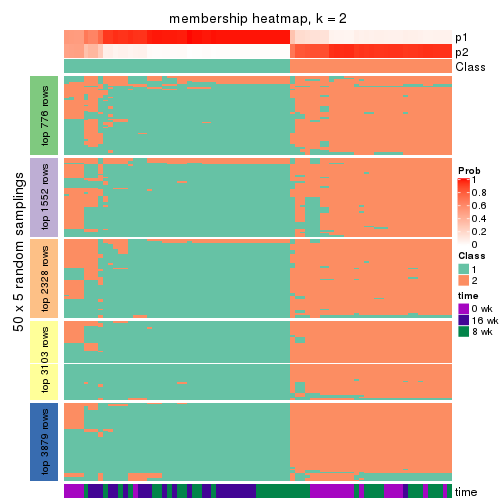 membership heatmap, k = 2
p1
p2
Class
50 x 5 random samplings
top 776 rows
top 1552 rows
top 2328 rows
top 3103 rows
top 3879 rows
Prob
1
0.8
0.6
0.4
0.2
0
Class
1
2
time
0 wk
16 wk
8 wk
time